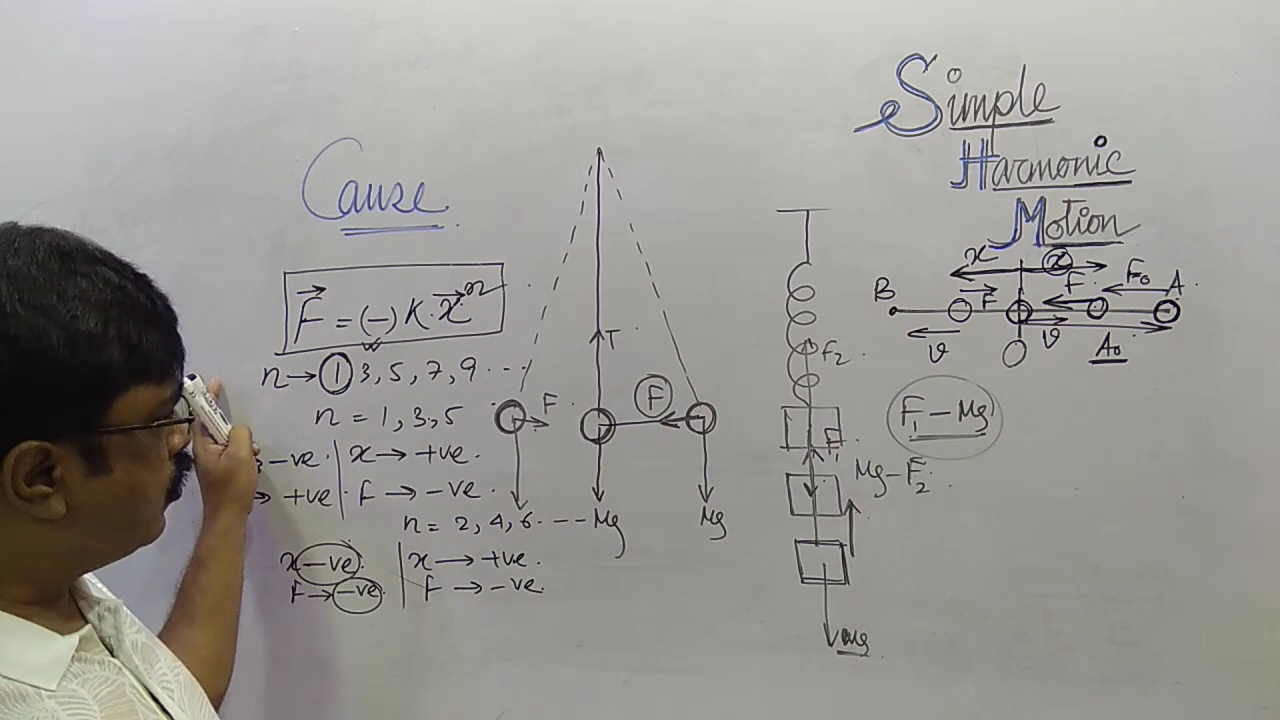 Simple
Harmonic
Motion
Cause
F = (-) K. x^n
n → 1 3, 5, 7, 9 ...
n = 1, 3, 5
-ve. | x → +ve.
→ +ve | F → -ve.
n = 2, 4, 6 . ---
x -ve. | x → +ve.
F → -ve. | F → -ve.
T
F
F
Mg
Mg
F2
F1
Mg - F2
mg
F1 - Mg
x
x
B
F
F
F0
A
v
O
v
A0